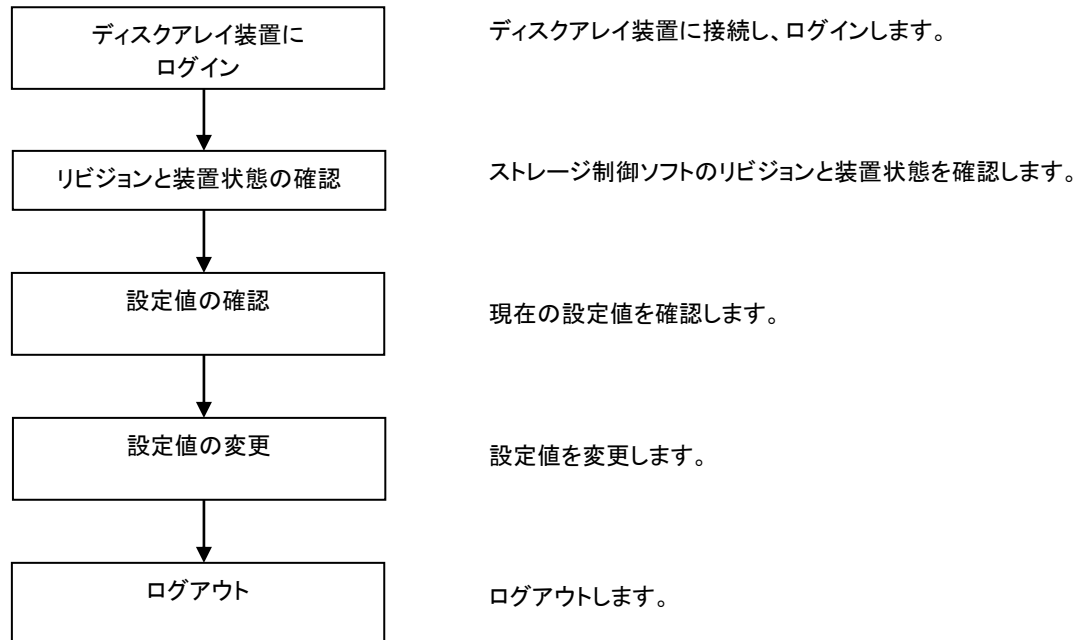 ディスクアレイ装置に
ログイン
ディスクアレイ装置に接続し、ログインします。
リビジョンと装置状態の確認
ストレージ制御ソフトのリビジョンと装置状態を確認します。
設定値の確認
現在の設定値を確認します。
設定値の変更
設定値を変更します。
ログアウト
ログアウトします。